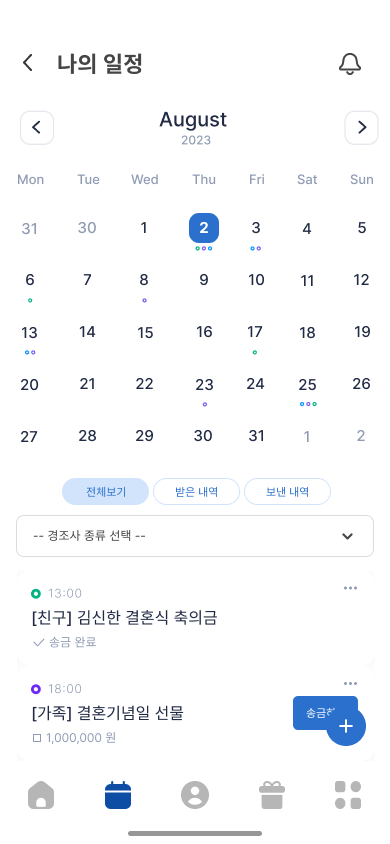 나의 일정
August
2023
Mon Tue Wed Thu Fri Sat Sun
31 30 1 2 3 4 5
6 7 8 9 10 11 12
13 14 15 16 17 18 19
20 21 22 23 24 25 26
27 28 29 30 31 1 2
전체보기 받은 내역 보낸 내역
-- 경조사 종류 선택 --
13:00
[친구] 김신한 결혼식 축의금
송금 완료
18:00
[가족] 결혼기념일 선물
송금
1,000,000 원